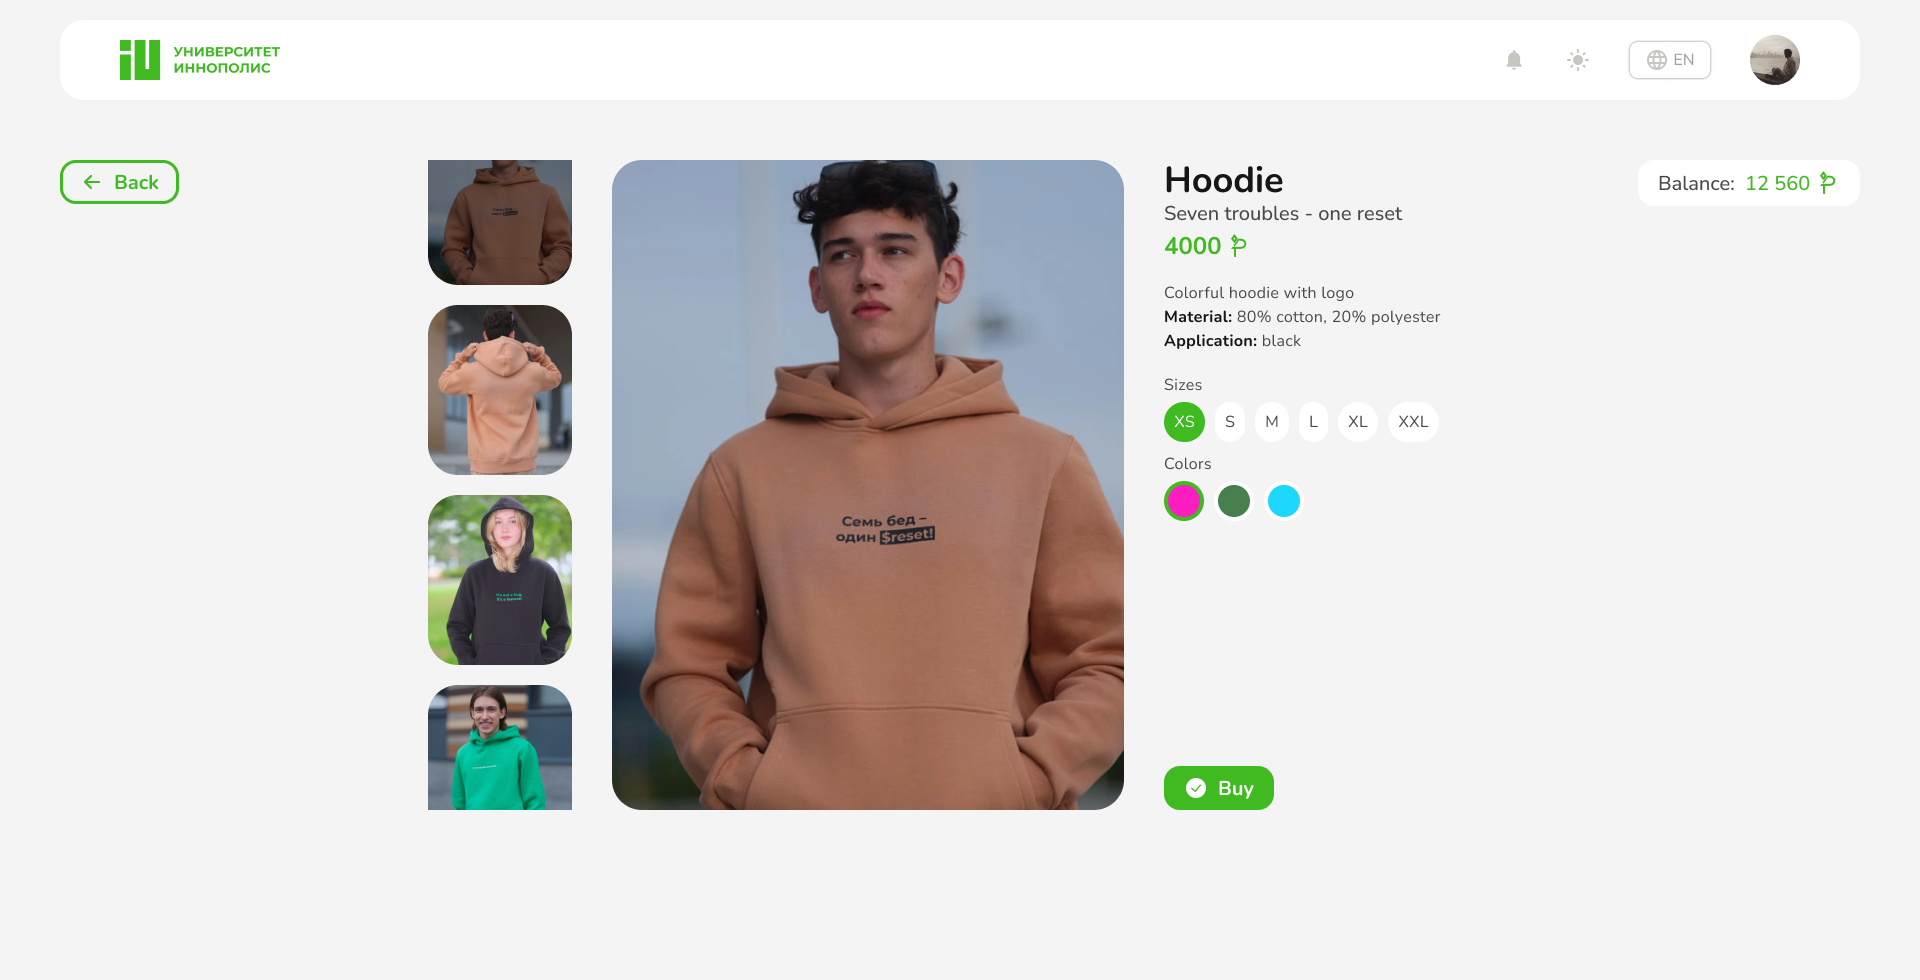 УНИВЕРСИТЕТ
ИННОПОЛИС
EN
Back
Hoodie
Seven troubles - one reset
4000
Balance: 12 560
Colorful hoodie with logo
Material: 80% cotton, 20% polyester
Application: black
Sizes
XS S M L XL XXL
Colors
Семь бед –
один $reset!
Buy